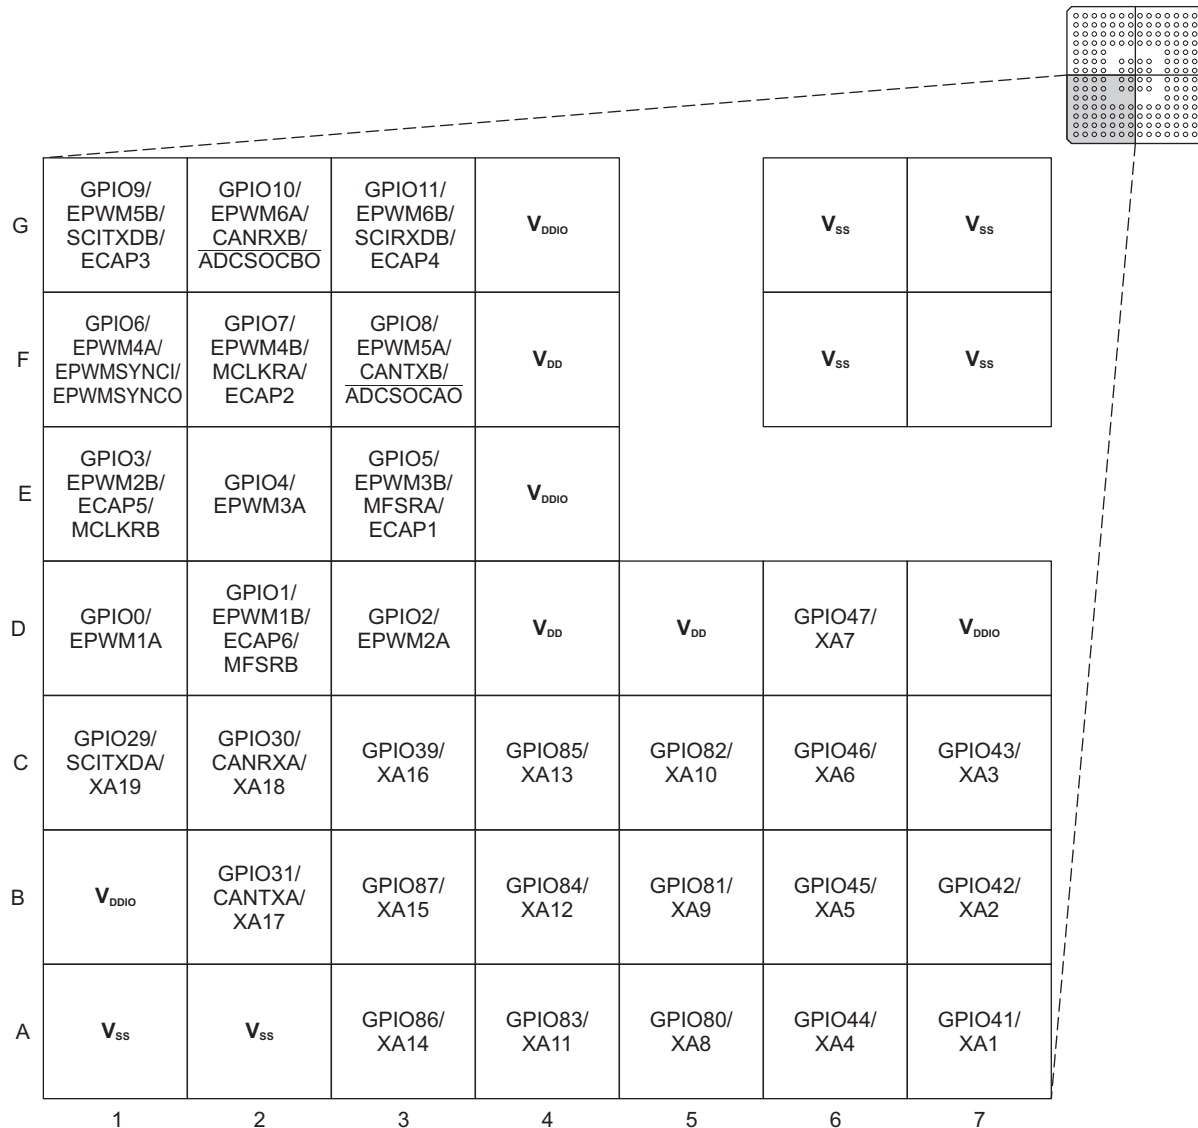 G
GPIO9/
EPWM5B/
SCITXDB/
ECAP3
GPIO10/
EPWM6A/
CANRXB/
ADCSOCBO
GPIO11/
EPWM6B/
SCIRXDB/
ECAP4
VDDIO
VSS
VSS
F
GPIO6/
EPWM4A/
EPWMSYNCI/
EPWMSYNCO
GPIO7/
EPWM4B/
MCLKRA/
ECAP2
GPIO8/
EPWM5A/
CANTXB/
ADCSOCAO
VDD
VSS
VSS
E
GPIO3/
EPWM2B/
ECAP5/
MCLKRB
GPIO4/
EPWM3A
GPIO5/
EPWM3B/
MFSRA/
ECAP1
VDDIO
D
GPIO0/
EPWM1A
GPIO1/
EPWM1B/
ECAP6/
MFSRB
GPIO2/
EPWM2A
VDD
VDD
GPIO47/
XA7
VDDIO
C
GPIO29/
SCITXDA/
XA19
GPIO30/
CANRXA/
XA18
GPIO39/
XA16
GPIO85/
XA13
GPIO82/
XA10
GPIO46/
XA6
GPIO43/
XA3
B
VDDIO
GPIO31/
CANTXA/
XA17
GPIO87/
XA15
GPIO84/
XA12
GPIO81/
XA9
GPIO45/
XA5
GPIO42/
XA2
A
VSS
VSS
GPIO86/
XA14
GPIO83/
XA11
GPIO80/
XA8
GPIO44/
XA4
GPIO41/
XA1
1 2 3 4 5 6 7